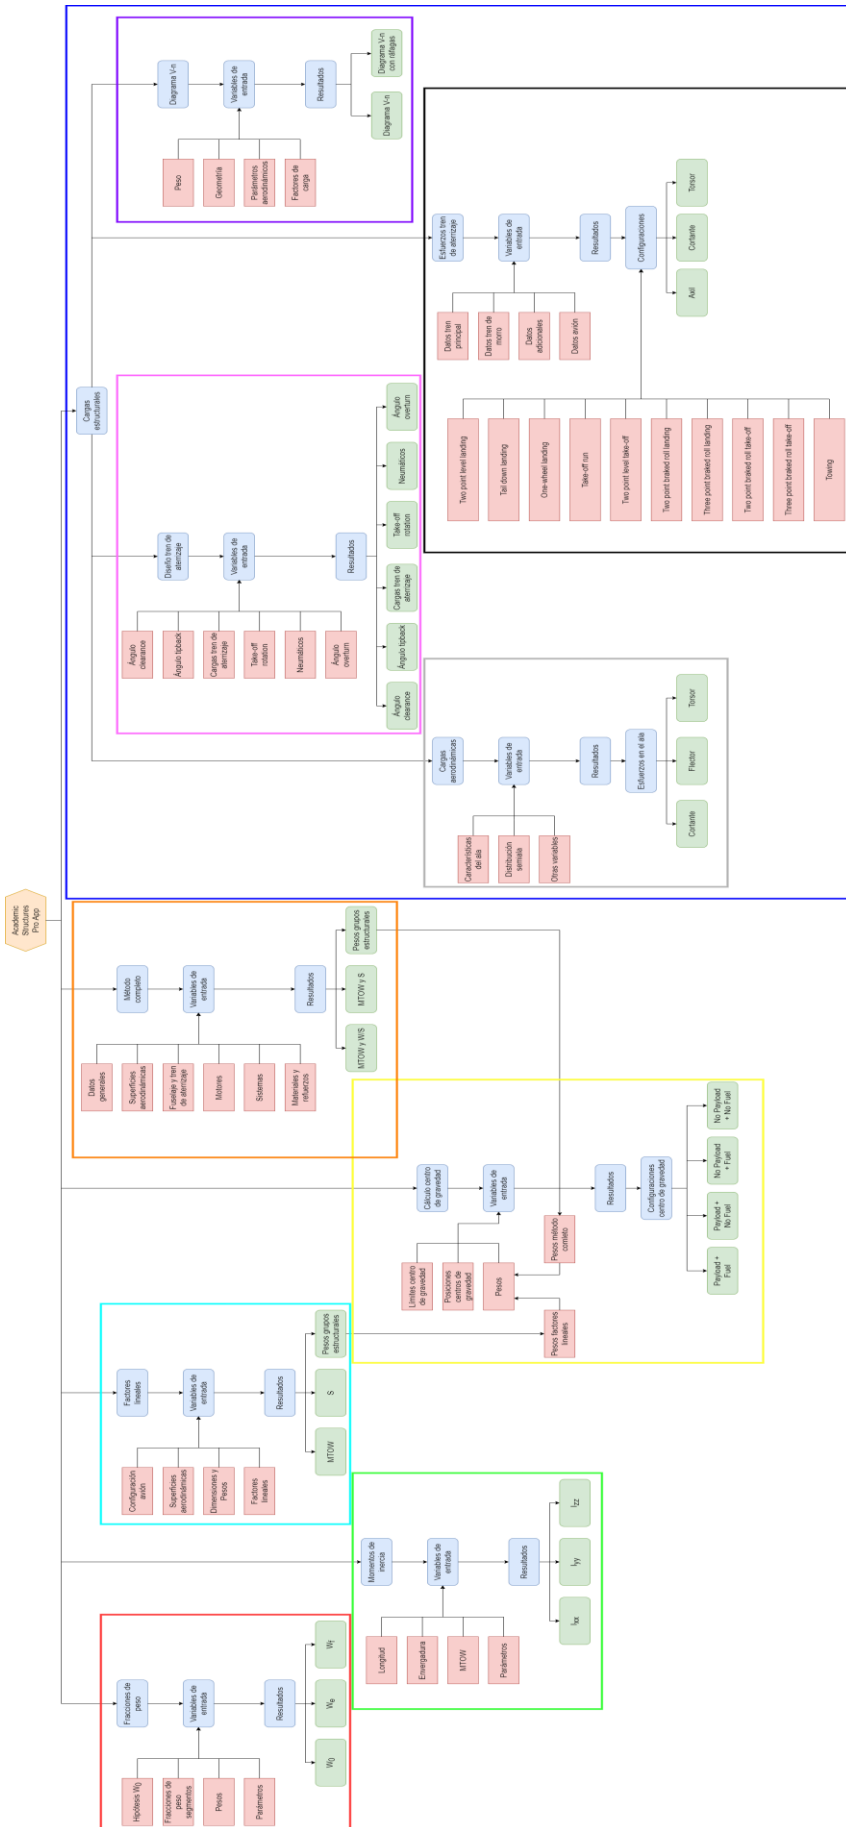 Academic
Structures
Pro App
Fracciones de
peso
Variables de
entrada
Hipótesis W0
Fracciones de
peso
segmentos
Pesos
Parámetros
Resultados
W0
We
Wf
Momentos de
inercia
Variables de
entrada
Longitud
Envergadura
MTOW
Parámetros
Resultados
Ixx
Iyy
Izz
Factores
lineales
Variables de
entrada
Configuración
avión
Superficies
aerodinámicas
Dimensiones y
Pesos
Factores
lineales
Resultados
MTOW
S
Pesos grupos
estructurales
Cálculo centro
de gravedad
Variables de
entrada
Límites centro
de gravedad
Posiciones
centros de
gravedad
Pesos
Pesos factores
lineales
Pesos método
comleto
Resultados
Configuraciones
centro de gravedad
Payload +
Fuel
Payload +
No Fuel
No Payload
+ Fuel
No Payload
+ No Fuel
Método
completo
Variables de
entrada
Datos
generales
Superficies
aerodinámicas
Fuselaje y tren
de aterrizaje
Motores
Sistemas
Materiales y
refuerzos
Resultados
MTOW y W/S
MTOW y S
Pesos grupos
estructurales
Cargas
estructurales
Cargas
aerodinámicas
Variables de
entrada
Características
del ala
Distribución
semiala
Otras variables
Resultados
Esfuerzos en el ala
Cortante
Flector
Torsor
Diseño tren de
aterrizaje
Variables de
entrada
Ángulo
clearance
Ángulo tipback
Cargas tren de
aterrizaje
Take-off
rotation
Neumáticos
Ángulo
overturn
Resultados
Ángulo
clearance
Ángulo tipback
Cargas tren de
aterrizaje
Take-off
rotation
Neumáticos
Ángulo
overturn
Esfuerzos tren
de aterrizaje
Variables de
entrada
Datos tren
principal
Datos tren de
morro
Datos
adicionales
Datos avión
Resultados
Configuraciones
Two point level landing
Tail down landing
One-wheel landing
Take-off run
Two point level take-off
Two point braked roll landing
Three point braked roll landing
Two point braked roll take-off
Three point braked roll take-off
Towing
Axil
Cortante
Torsor
Diagrama V-n
Variables de
entrada
Peso
Geometría
Parámetros
aerodinámicos
Factores de
carga
Resultados
Diagrama V-n
Diagrama V-n
con ráfagas